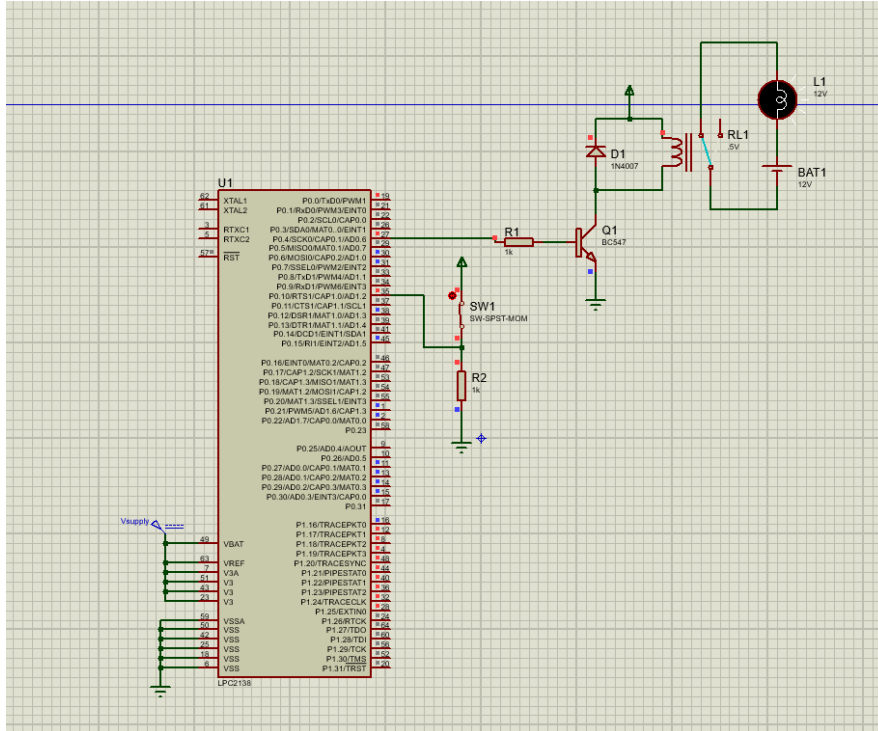 U1
62 XTAL1
61 XTAL2
3 RTXC1
5 RTXC2
57 RST
P0.0/TxD0/PWM1 19
P0.1/RxD0/PWM3/EINT0 21
P0.2/SCL0/CAP0.0 22
P0.3/SDA0/MAT0.0/EINT1 26
P0.4/SCK0/CAP0.1/AD0.6 27
P0.5/MISO0/MAT0.1/AD0.7 29
P0.6/MOSI0/CAP0.2/AD1.0 30
P0.7/SSEL0/PWM2/EINT2 31
P0.8/TxD1/PWM4/AD1.1 33
P0.9/RxD1/PWM6/EINT3 34
P0.10/RTS1/CAP1.0/AD1.2 35
P0.11/CTS1/CAP1.1/SCL1 37
P0.12/DSR1/MAT1.0/AD1.3 38
P0.13/DTR1/MAT1.1/AD1.4 39
P0.14/DCD1/EINT1/SDA1 41
P0.15/RI1/EINT2/AD1.5 45
P0.16/EINT0/MAT0.2/CAP0.2 46
P0.17/CAP1.2/SCK1/MAT1.2 47
P0.18/CAP1.3/MISO1/MAT1.3 53
P0.19/MAT1.2/MOSI1/CAP1.2 54
P0.20/MAT1.3/SSEL1/EINT3 55
P0.21/PWM5/AD1.6/CAP1.3 1
P0.22/AD1.7/CAP0.0/MAT0.0 2
P0.23 58
P0.25/AD0.4/AOUT 9
P0.26/AD0.5 10
P0.27/AD0.0/CAP0.1/MAT0.1 11
P0.28/AD0.1/CAP0.2/MAT0.2 13
P0.29/AD0.2/CAP0.3/MAT0.3 14
P0.30/AD0.3/EINT3/CAP0.0 15
P0.31 17
P1.16/TRACEPKT0 16
P1.17/TRACEPKT1 12
P1.18/TRACEPKT2 8
P1.19/TRACEPKT3 4
P1.20/TRACESYNC 48
P1.21/PIPESTAT0 44
P1.22/PIPESTAT1 40
P1.23/PIPESTAT2 36
P1.24/TRACECLK 32
P1.25/EXTIN0 28
P1.26/RTCK 24
P1.27/TDO 64
P1.28/TDI 60
P1.29/TCK 56
P1.30/TMS 52
P1.31/TRST 20
Vsupply
49 VBAT
63 VREF
7 V3A
51 V3
43 V3
23 V3
59 VSSA
50 VSS
42 VSS
25 VSS
18 VSS
6 VSS
LPC2138
R1
1k
SW1
SW-SPST-MOM
R2
1k
D1
1N4007
Q1
BC547
RL1
5V
L1
12V
BAT1
12V